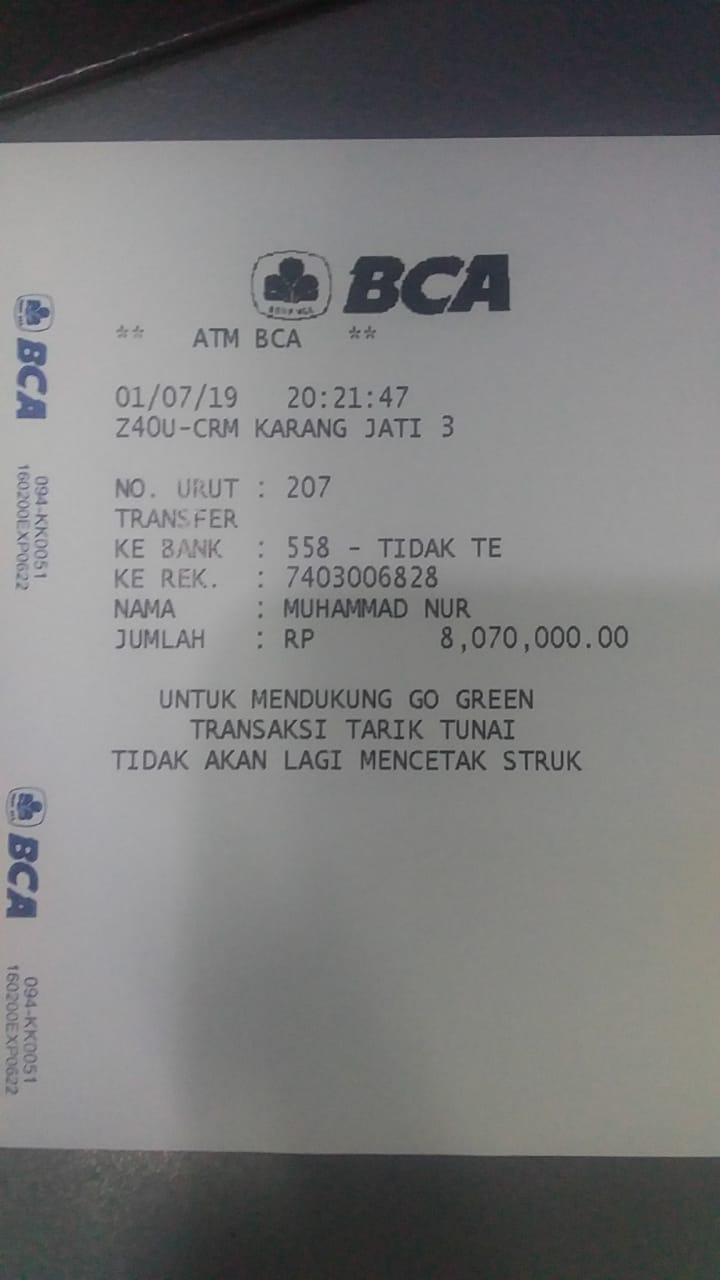 BCA
** ATM BCA **
01/07/19 20:21:47
Z40U-CRM KARANG JATI 3
NO. URUT : 207
TRANSFER
KE BANK : 558 - TIDAK TE
KE REK. : 7403006828
NAMA : MUHAMMAD NUR
JUMLAH : RP 8,070,000.00
UNTUK MENDUKUNG GO GREEN
TRANSAKSI TARIK TUNAI
TIDAK AKAN LAGI MENCETAK STRUK
BCA
094-KK0051
160200EXP0622
BCA
094-KK0051
160200EXP0622